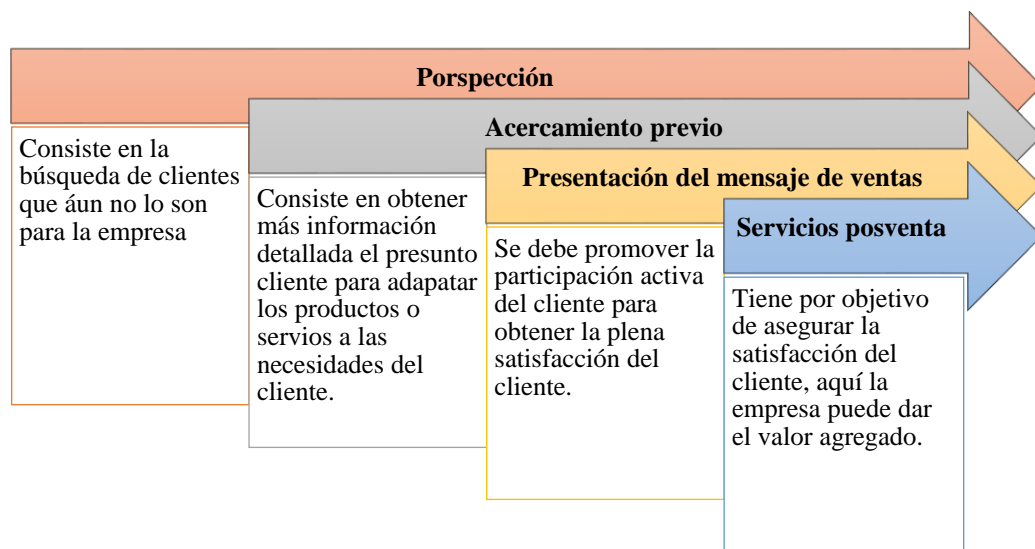 Porspección
Consiste en la
búsqueda de clientes
que áun no lo son
para la empresa
Acercamiento previo
Consiste en obtener
más información
detallada el presunto
cliente para adapatar
los productos o
servios a las
necesidades del
cliente.
Presentación del mensaje de ventas
Se debe promover la
participación activa
del cliente para
obtener la plena
satisfacción del
cliente.
Servicios posventa
Tiene por objetivo
de asegurar la
satisfacción del
cliente, aquí la
empresa puede dar
el valor agregado.